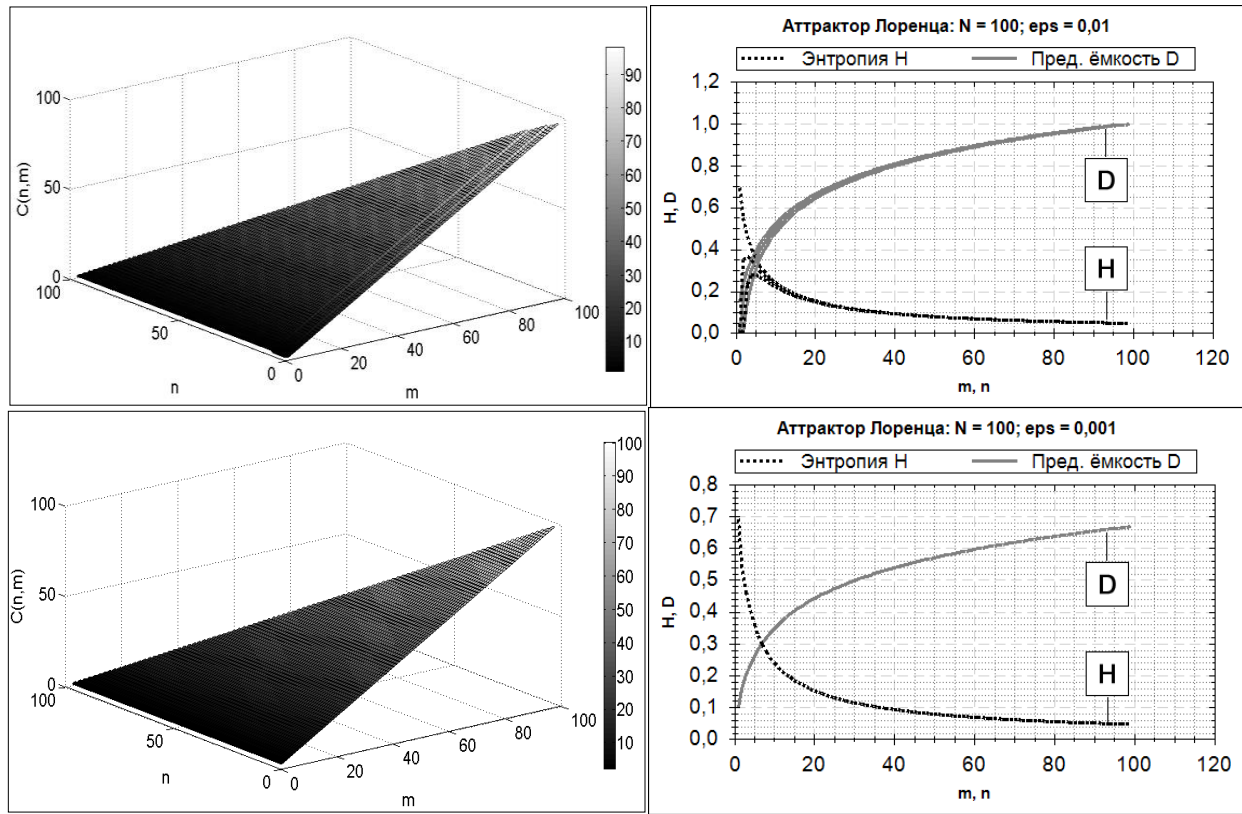 100
50
0
C(n,m)
100
50
0
n
0
20
40
60
80
100
m
90
80
70
60
50
40
30
20
10
Аттрактор Лоренца: N = 100; eps = 0,01
Энтропия H
Пред. ёмкость D
1,2
1,0
0,8
0,6
0,4
0,2
0,0
H, D
D
H
0 20 40 60 80 100 120
m, n
100
50
0
C(n,m)
100
50
0
n
0
20
40
60
80
100
m
100
90
80
70
60
50
40
30
20
10
Аттрактор Лоренца: N = 100; eps = 0,001
Энтропия H
Пред. ёмкость D
0,8
0,7
0,6
0,5
0,4
0,3
0,2
0,1
0,0
H, D
D
H
0 20 40 60 80 100 120
m, n